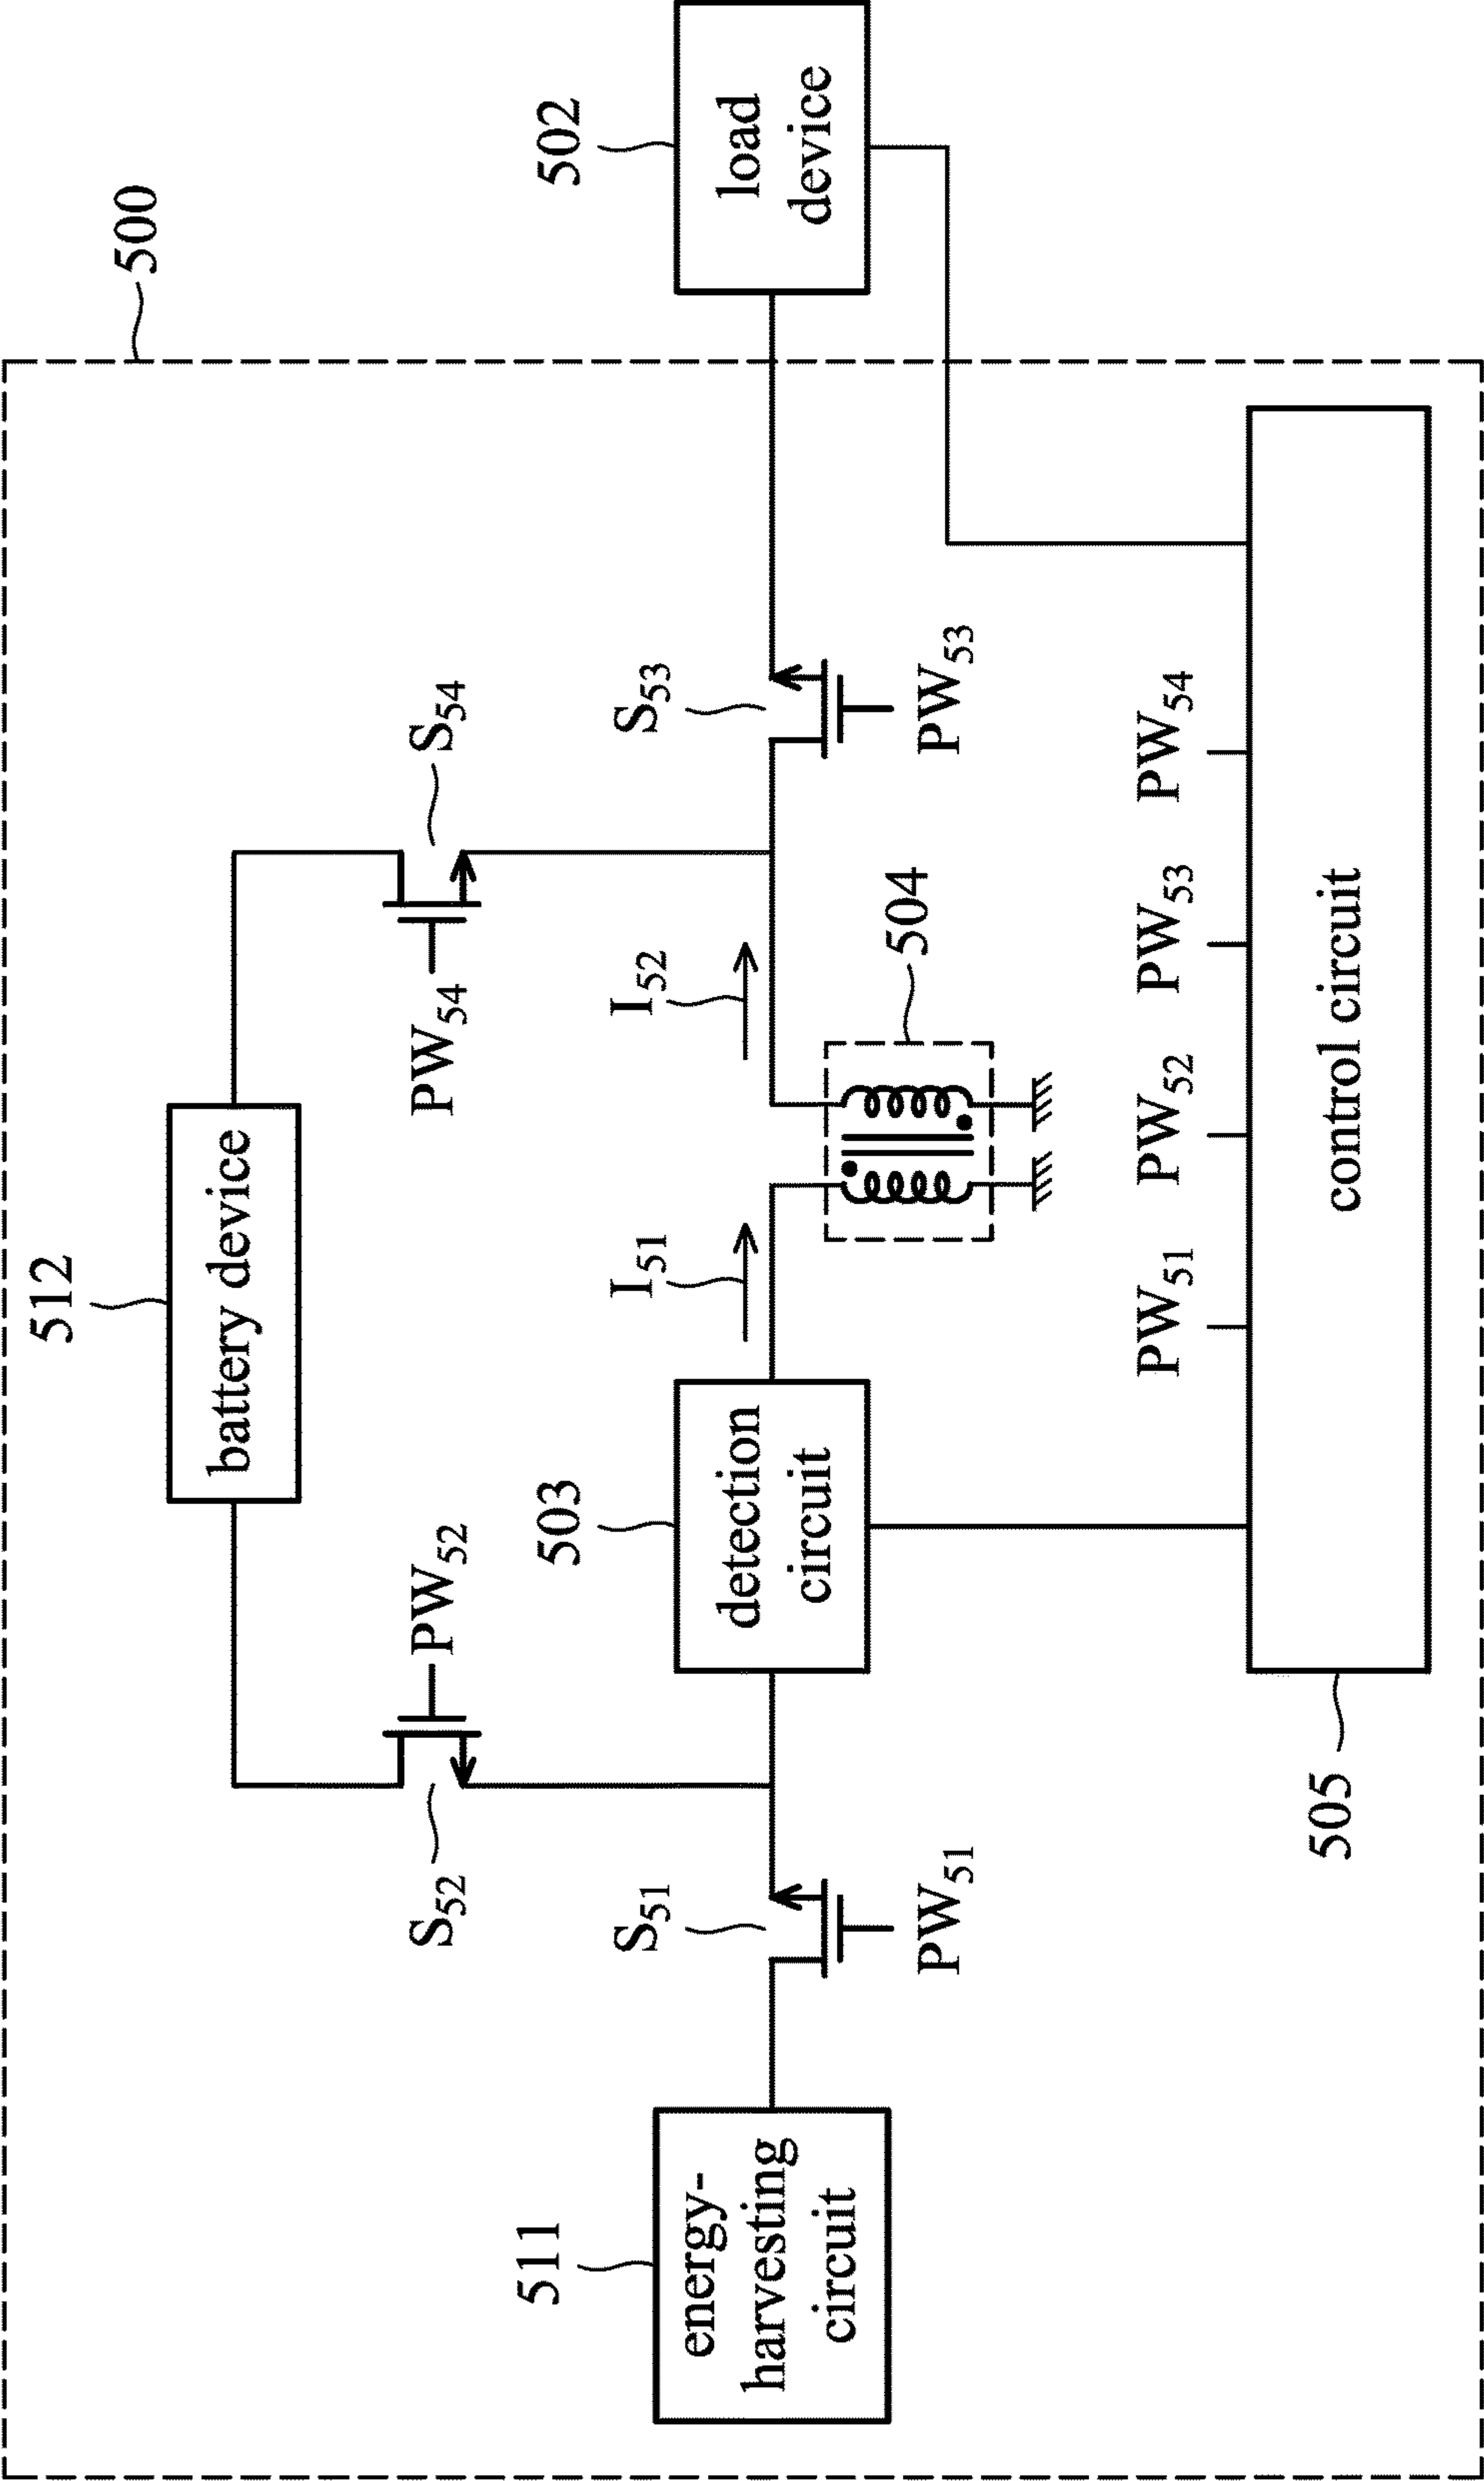 500
512
battery device
S52
PW52
PW54
S54
511
energy-
harvesting
circuit
S51
PW51
503
detection
circuit
I51
I52
504
S53
PW53
502
load
device
PW51
PW52
PW53
PW54
505
control circuit